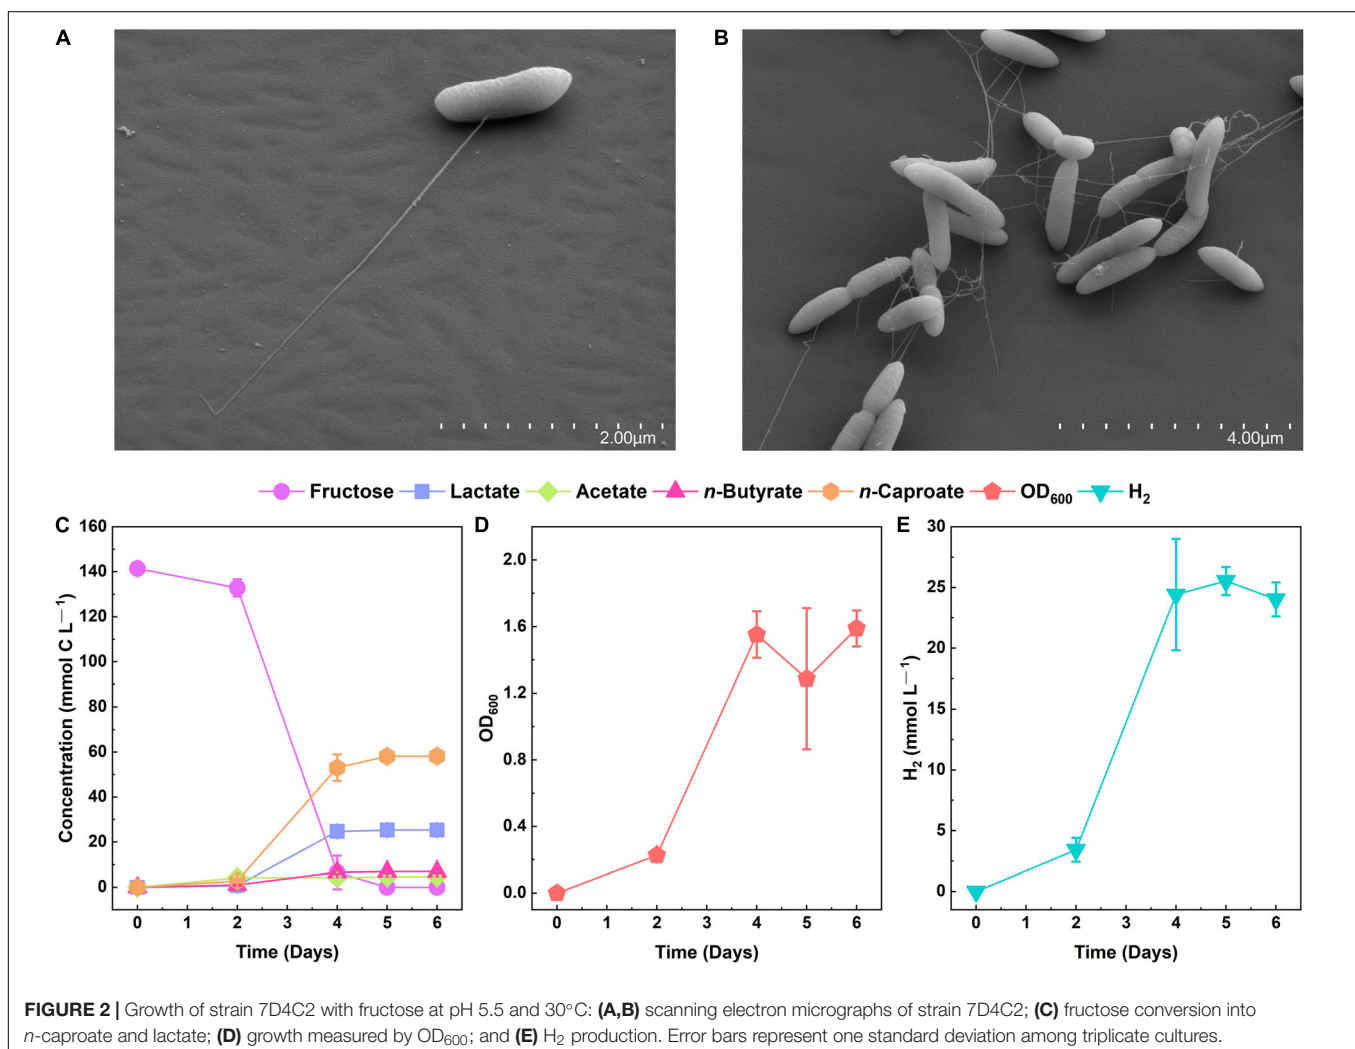 A
B
2.00µm
4.00µm
Fructose Lactate Acetate n-Butyrate n-Caproate OD600 H2
C
160
140
120
100
80
60
40
20
0
Concentration (mmol C L—1)
0 1 2 3 4 5 6
Time (Days)
D
2.0
1.6
1.2
0.8
0.4
0.0
OD600
0 1 2 3 4 5 6
Time (Days)
E
30
25
20
15
10
5
0
H2 (mmol L—1)
0 1 2 3 4 5 6
Time (Days)
FIGURE 2 | Growth of strain 7D4C2 with fructose at pH 5.5 and 30°C: (A,B) scanning electron micrographs of strain 7D4C2; (C) fructose conversion into
n-caproate and lactate; (D) growth measured by OD600; and (E) H2 production. Error bars represent one standard deviation among triplicate cultures.